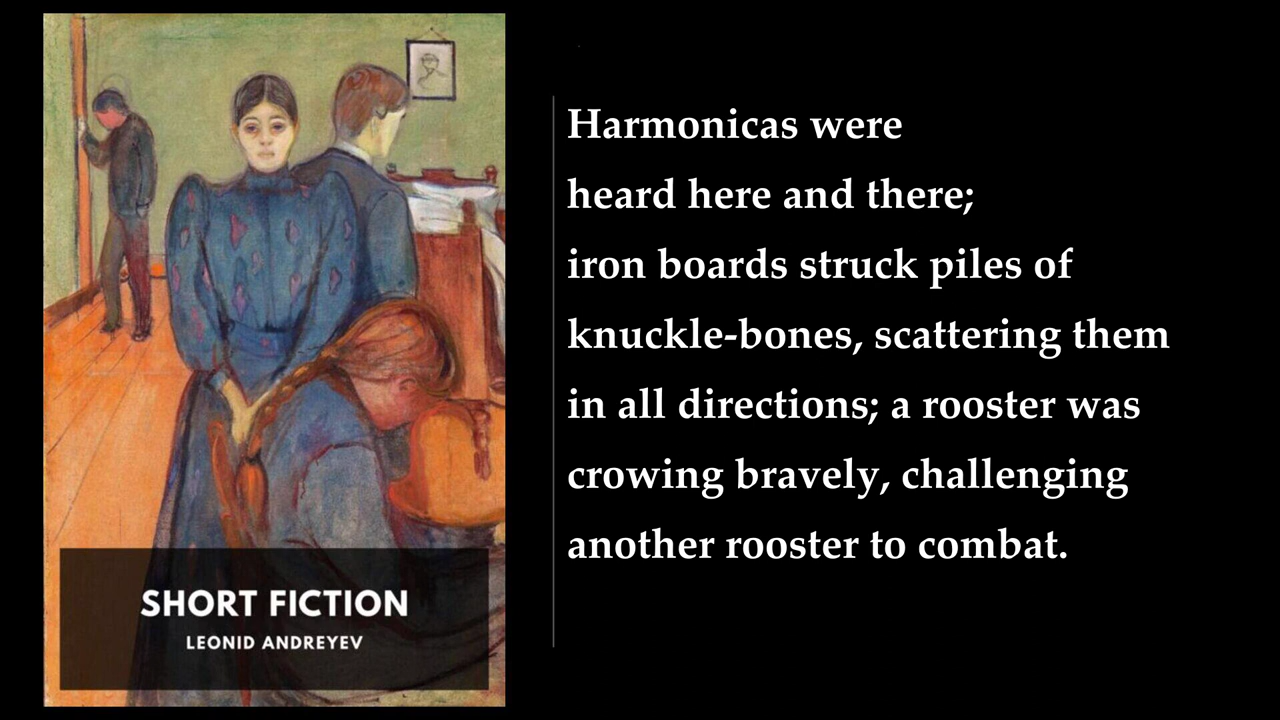 SHORT FICTION
LEONID ANDREYEV
Harmonicas were
heard here and there;
iron boards struck piles of
knuckle-bones, scattering them
in all directions; a rooster was
crowing bravely, challenging
another rooster to combat.